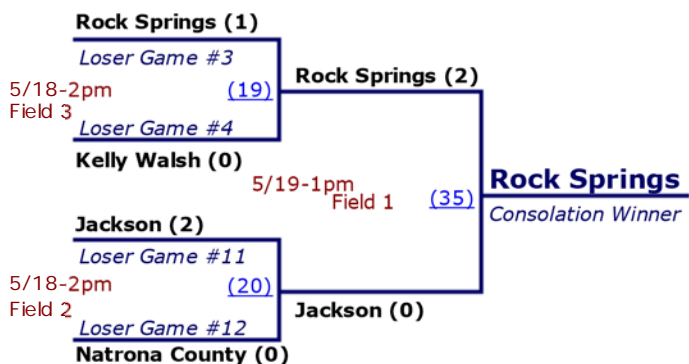 Rock Springs (1)
Loser Game #3
5/18-2pm
Field 3
(19)
Rock Springs (2)
Loser Game #4
Kelly Walsh (0)
5/19-1pm
Field 1
(35)
Rock Springs
Consolation Winner
Jackson (2)
Loser Game #11
5/18-2pm
Field 2
(20)
Jackson (0)
Loser Game #12
Natrona County (0)